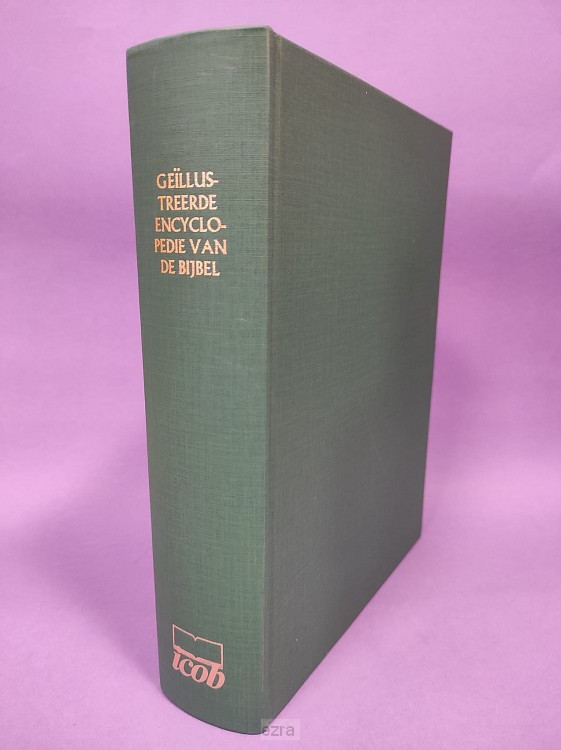 GEÏLLUS-
TREERDE
ENCYCLO-
PEDIE VAN
DE BIJBEL
icob
ezra